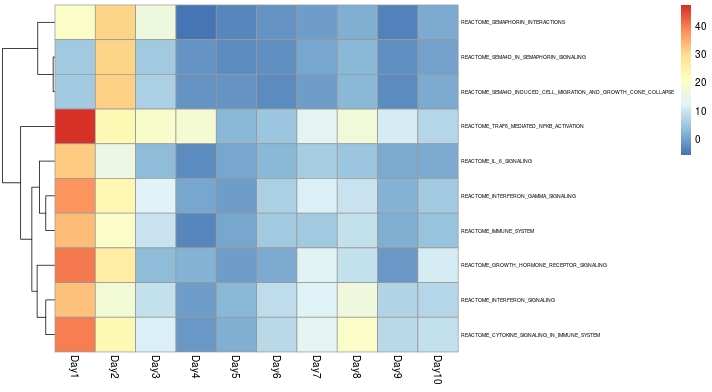 REACTOME_SEMAPHORIN_INTERACTIONS
REACTOME_SEMA4D_IN_SEMAPHORIN_SIGNALING
REACTOME_SEMA4D_INDUCED_CELL_MIGRATION_AND_GROWTH_CONE_COLLAPSE
REACTOME_TRAF6_MEDIATED_NFKB_ACTIVATION
REACTOME_IL_6_SIGNALING
REACTOME_INTERFERON_GAMMA_SIGNALING
REACTOME_IMMUNE_SYSTEM
REACTOME_GROWTH_HORMONE_RECEPTOR_SIGNALING
REACTOME_INTERFERON_SIGNALING
REACTOME_CYTOKINE_SIGNALING_IN_IMMUNE_SYSTEM
Day1
Day2
Day3
Day4
Day5
Day6
Day7
Day8
Day9
Day10
40
30
20
10
0